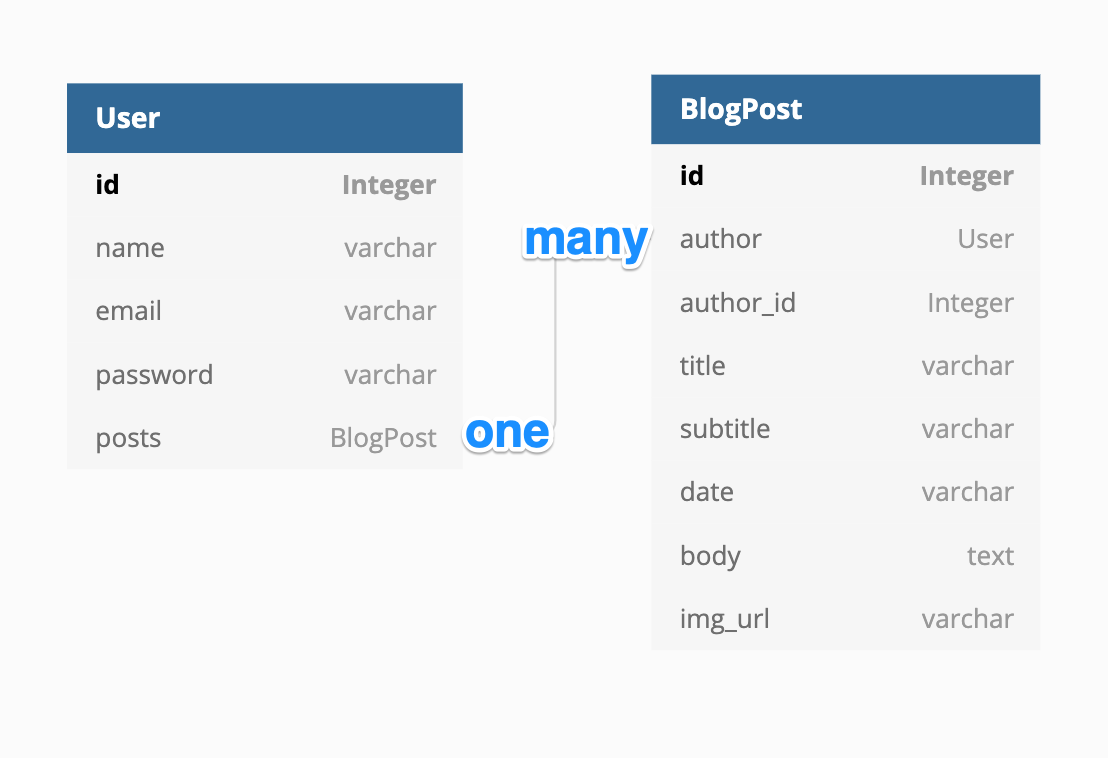 User
id Integer
name varchar
email varchar
password varchar
posts BlogPost
one
many
BlogPost
id Integer
author User
author_id Integer
title varchar
subtitle varchar
date varchar
body text
img_url varchar